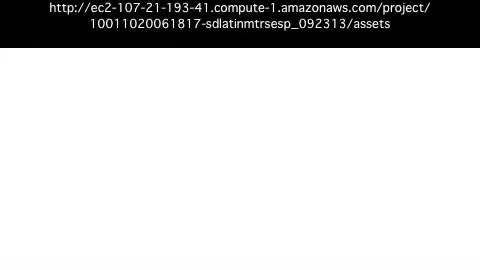 http://ec2-107-21-193-41.compute-1.amazonaws.com/project/
10011020061817-sdlatinmtrsesp_092313/assets